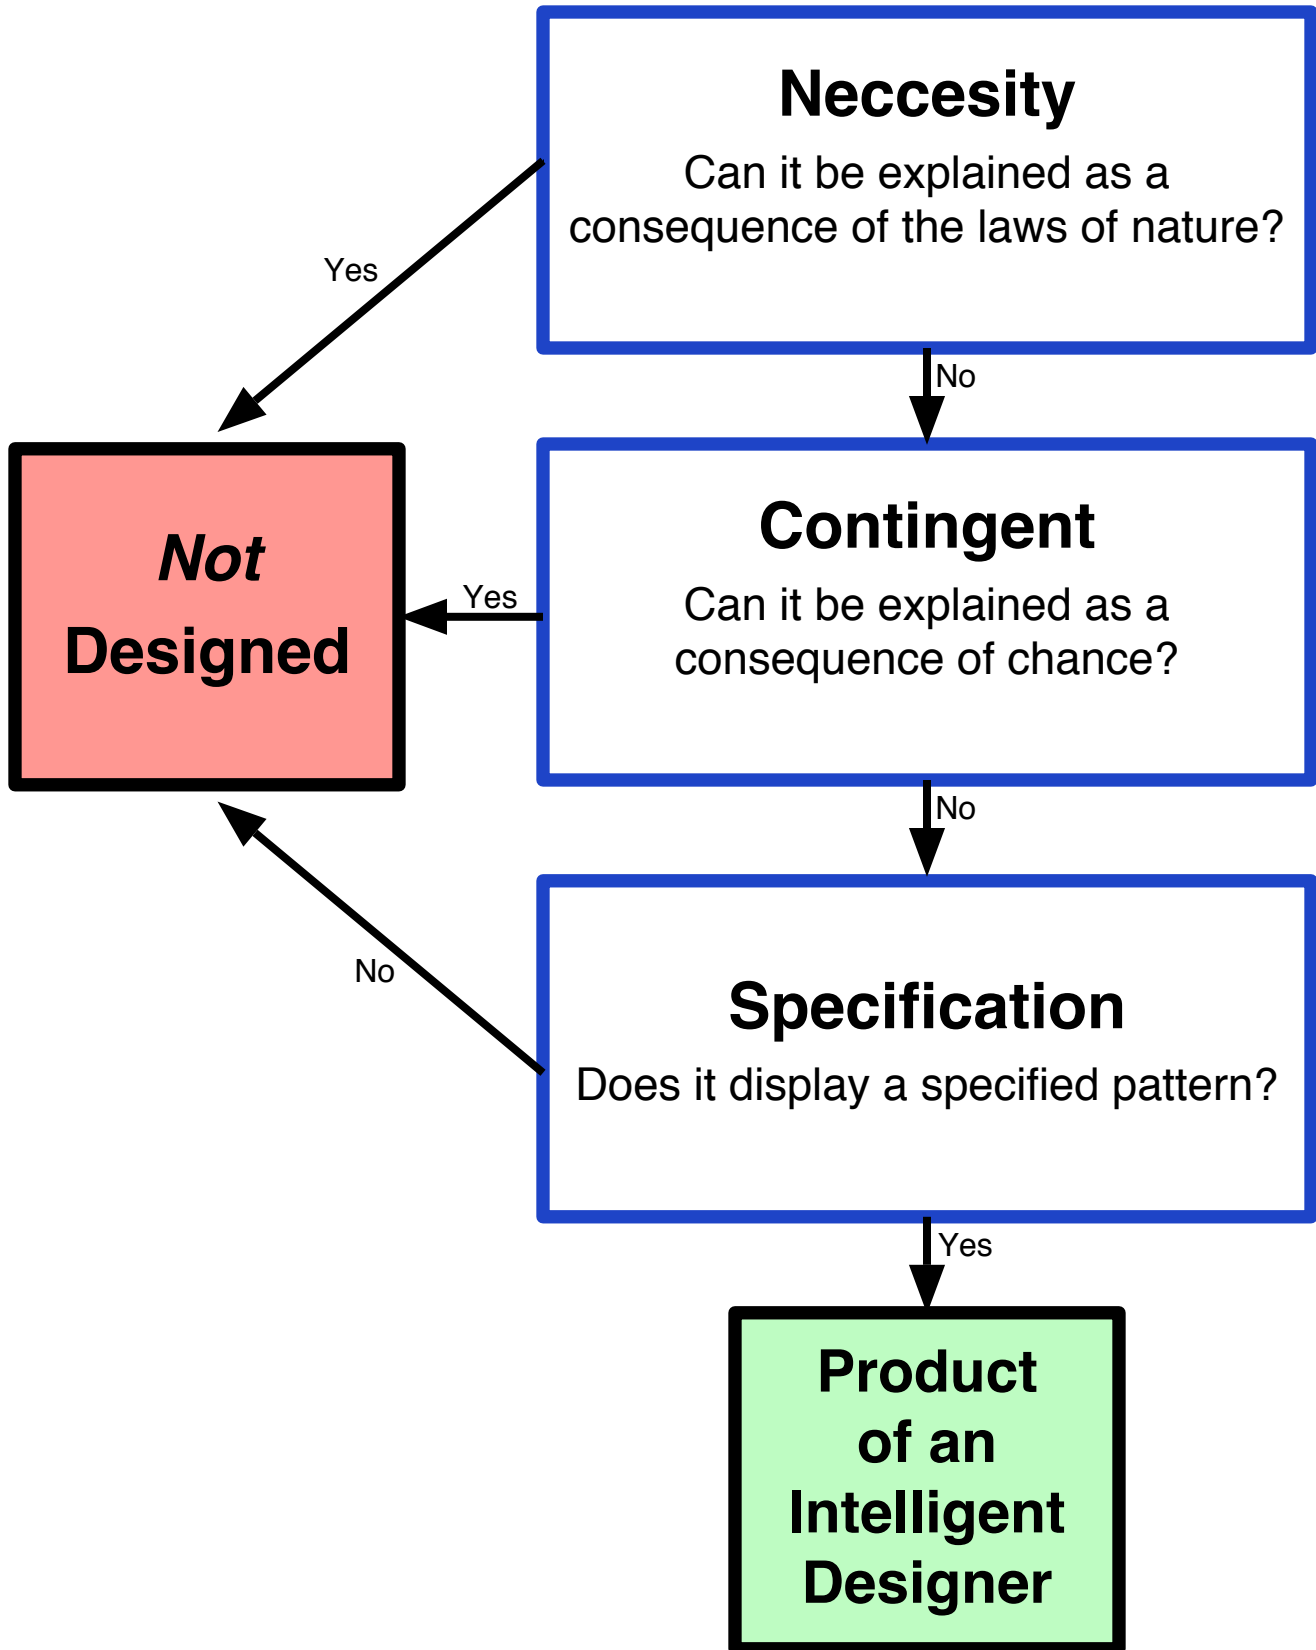 Neccesity
Can it be explained as a
consequence of the laws of nature?
Yes
No
Not
Designed
Contingent
Can it be explained as a
consequence of chance?
Yes
No
Specification
Does it display a specified pattern?
No
Yes
Product
of an
Intelligent
Designer